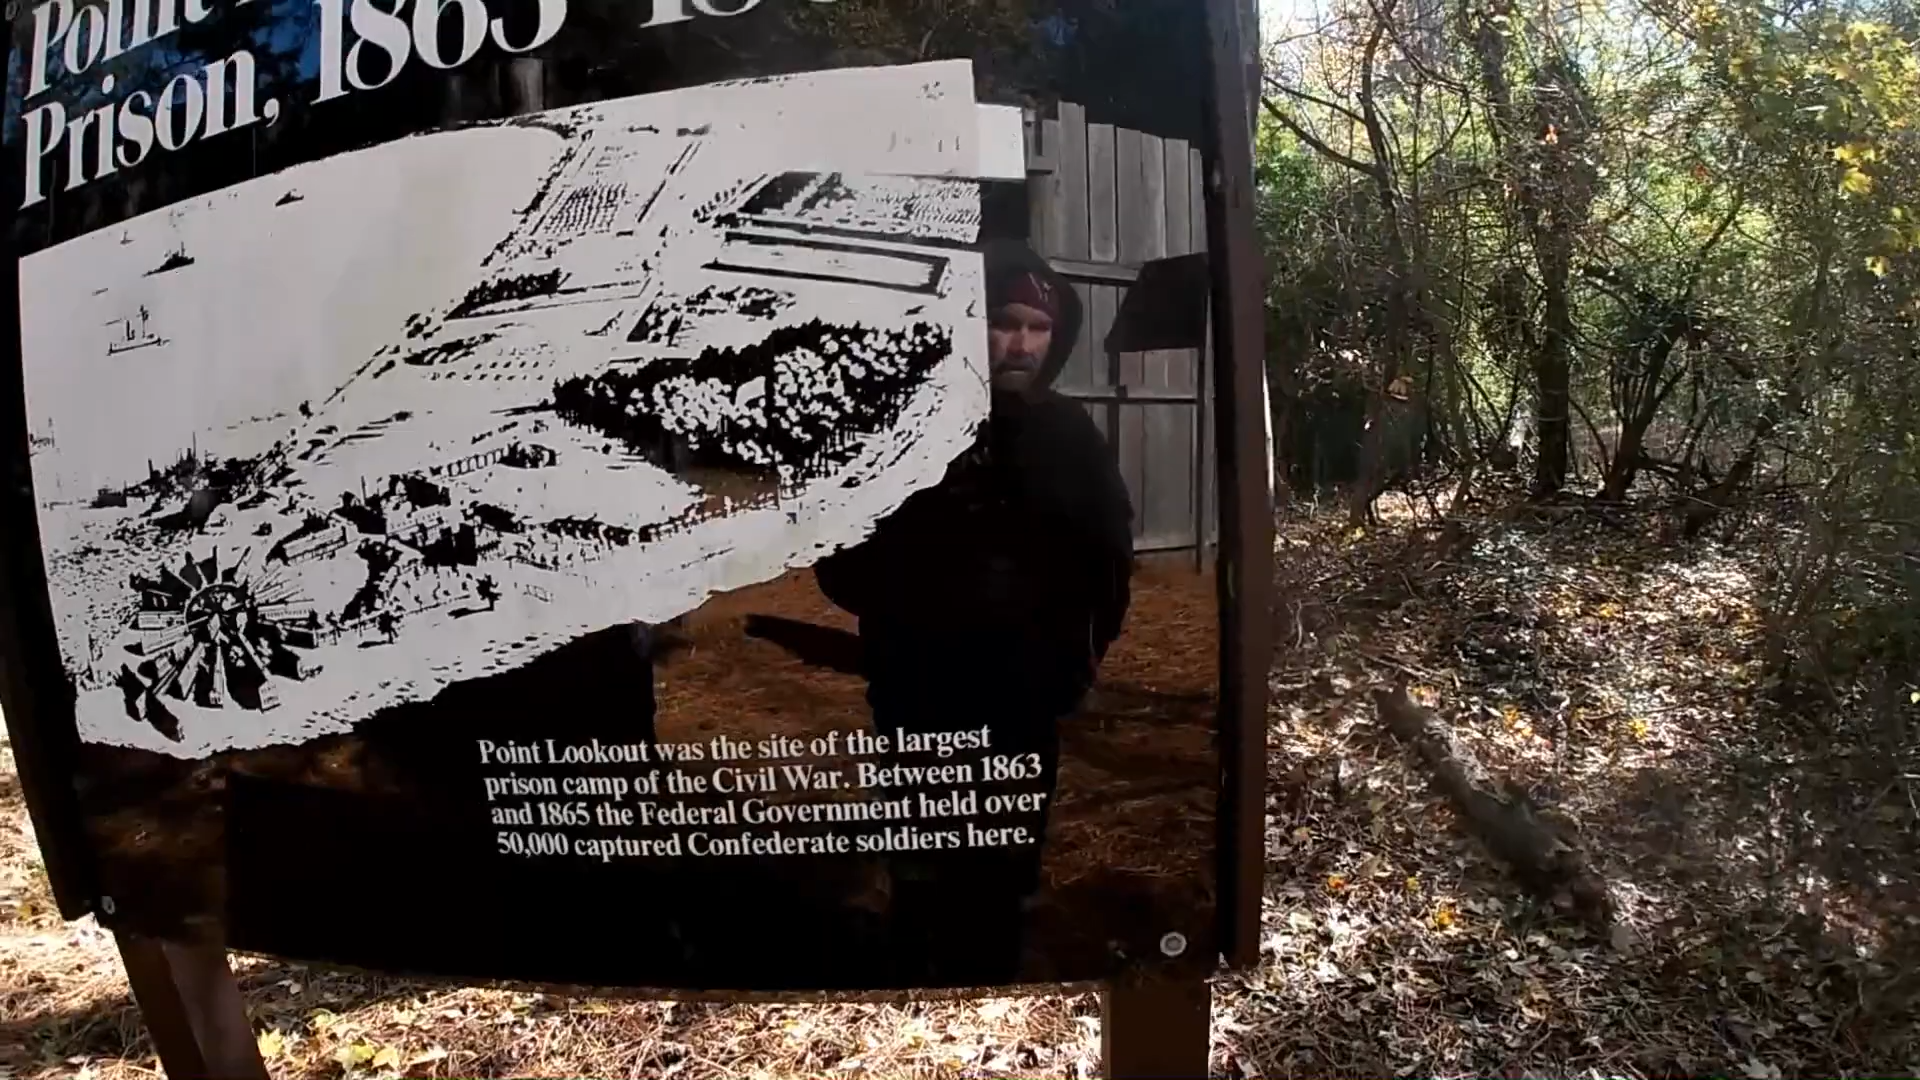 Point
Prison, 1863
Point Lookout was the site of the largest
prison camp of the Civil War. Between 1863
and 1865 the Federal Government held over
50,000 captured Confederate soldiers here.